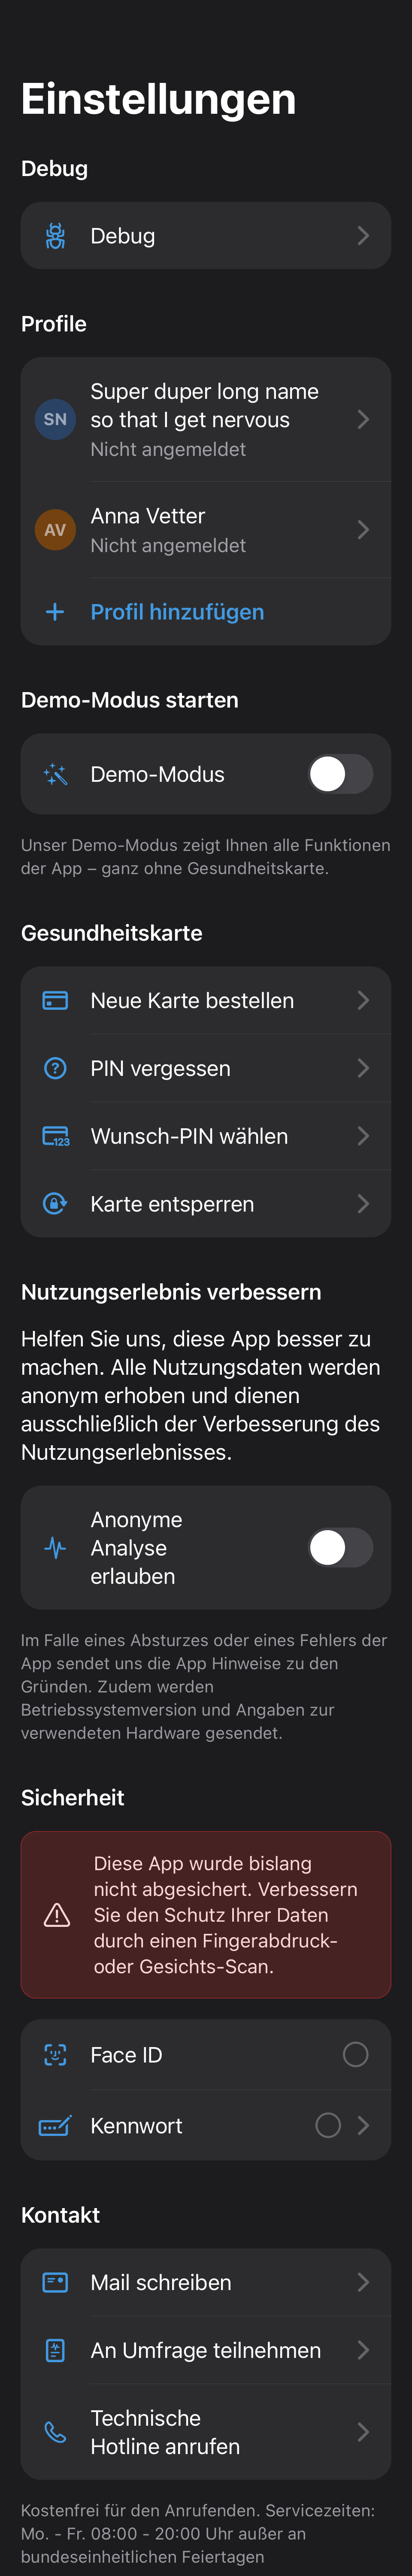 Einstellungen
Debug
Debug
Profile
SN
Super duper long name
so that I get nervous
Nicht angemeldet
AV
Anna Vetter
Nicht angemeldet
Profil hinzufügen
Demo-Modus starten
Demo-Modus
Unser Demo-Modus zeigt Ihnen alle Funktionen
der App – ganz ohne Gesundheitskarte.
Gesundheitskarte
Neue Karte bestellen
PIN vergessen
123
Wunsch-PIN wählen
Karte entsperren
Nutzungserlebnis verbessern
Helfen Sie uns, diese App besser zu
machen. Alle Nutzungsdaten werden
anonym erhoben und dienen
ausschließlich der Verbesserung des
Nutzungserlebnisses.
Anonyme
Analyse
erlauben
Im Falle eines Absturzes oder eines Fehlers der
App sendet uns die App Hinweise zu den
Gründen. Zudem werden
Betriebssystemversion und Angaben zur
verwendeten Hardware gesendet.
Sicherheit
Diese App wurde bislang
nicht abgesichert. Verbessern
Sie den Schutz Ihrer Daten
durch einen Fingerabdruck-
oder Gesichts-Scan.
Face ID
Kennwort
Kontakt
Mail schreiben
An Umfrage teilnehmen
Technische
Hotline anrufen
Kostenfrei für den Anrufenden. Servicezeiten:
Mo. - Fr. 08:00 - 20:00 Uhr außer an
bundeseinheitlichen Feiertagen